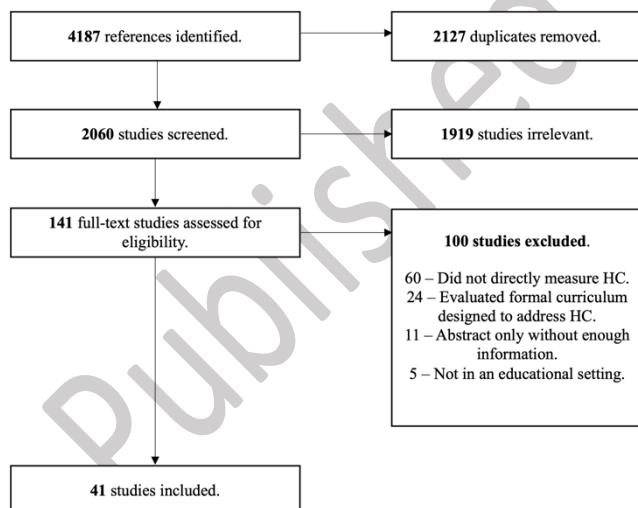 4187 references identified.
2127 duplicates removed.
2060 studies screened.
1919 studies irrelevant.
141 full-text studies assessed for
eligibility.
100 studies excluded.
60 – Did not directly measure HC.
24 – Evaluated formal curriculum
designed to address HC.
11 – Abstract only without enough
information.
5 – Not in an educational setting.
41 studies included.
Published